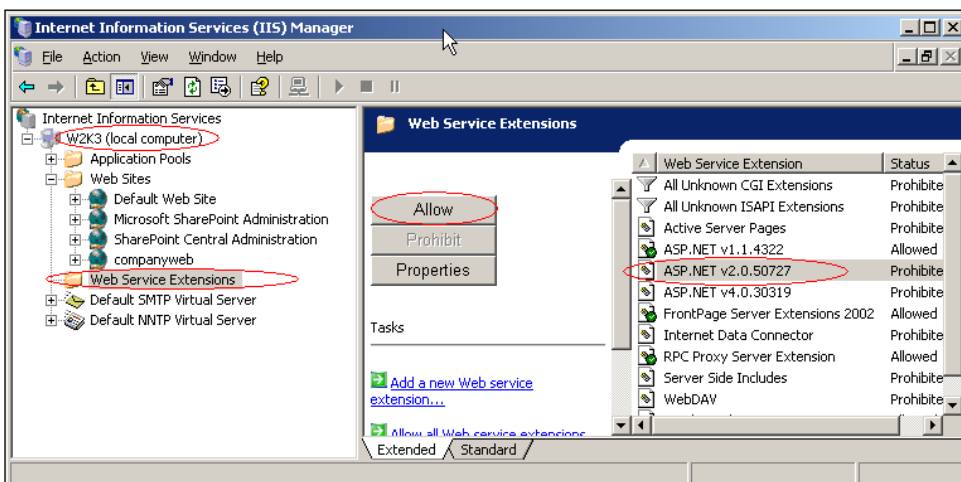 Internet Information Services (IIS) Manager
File Action View Window Help
Internet Information Services
W2K3 (local computer)
Application Pools
Web Sites
Default Web Site
Microsoft SharePoint Administration
SharePoint Central Administration
companyweb
Web Service Extensions
Default SMTP Virtual Server
Default NNTP Virtual Server
Web Service Extensions
Allow
Prohibit
Properties
Tasks
Add a new Web service
extension...
Allow all Web service extensions
Web Service Extension Status
All Unknown CGI Extensions Prohibite
All Unknown ISAPI Extensions Prohibite
Active Server Pages Prohibite
ASP.NET v1.1.4322 Allowed
ASP.NET v2.0.50727 Prohibite
ASP.NET v4.0.30319 Prohibite
FrontPage Server Extensions 2002 Allowed
Internet Data Connector Prohibite
RPC Proxy Server Extension Allowed
Server Side Includes Prohibite
WebDAV Prohibite
Extended Standard